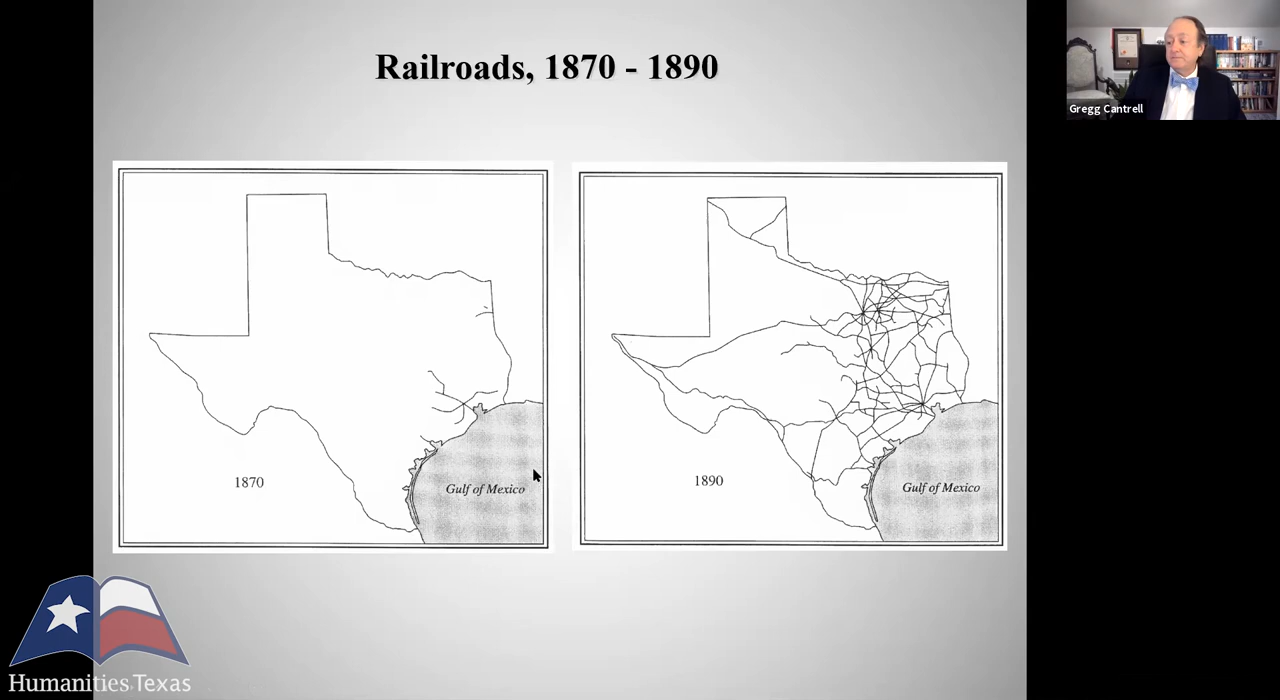 Railroads, 1870 - 1890
Gregg Cantrell
1870
Gulf of Mexico
1890
Gulf of Mexico
Humanities Texas